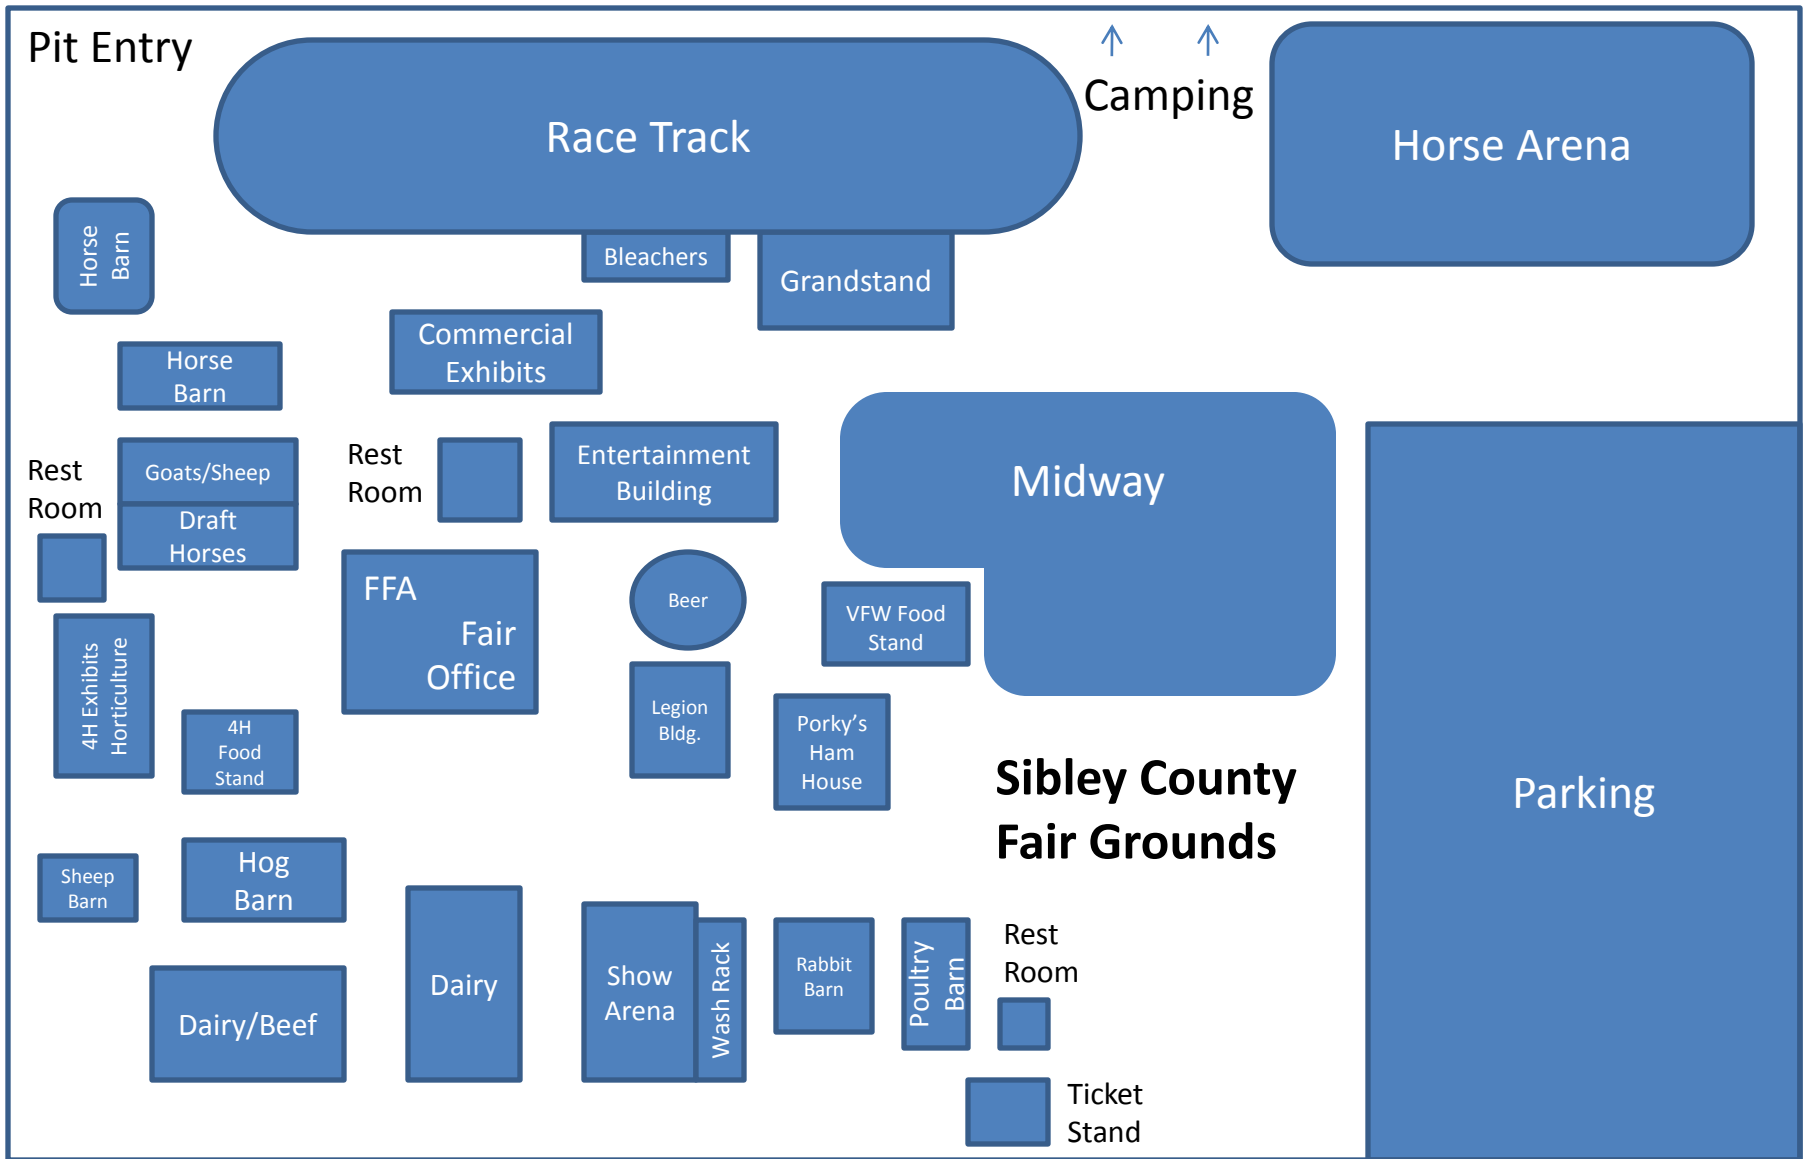 Pit Entry
Race Track
Camping
Horse Arena
Horse
Barn
Bleachers
Grandstand
Commercial
Exhibits
Horse
Barn
Rest
Room
Goats/Sheep
Draft
Horses
Rest
Room
Entertainment
Building
Midway
FFA
Fair
Office
Beer
VFW Food
Stand
4H Exhibits
Horticulture
4H
Food
Stand
Legion
Bldg.
Porky's
Ham
House
Sibley County
Fair Grounds
Parking
Sheep
Barn
Hog
Barn
Dairy/Beef
Dairy
Show
Arena
Wash Rack
Rabbit
Barn
Poultry
Barn
Rest
Room
Ticket
Stand